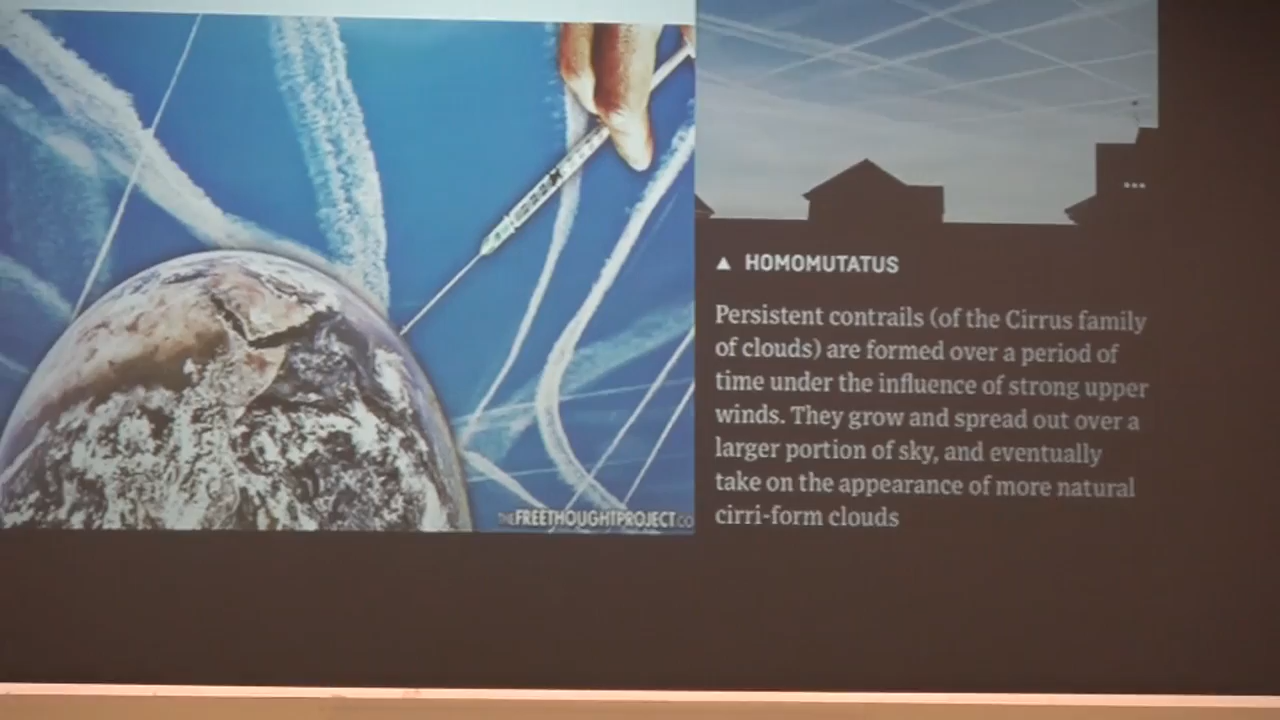 ▲ HOMOMUTATUS
Persistent contrails (of the Cirrus family
of clouds) are formed over a period of
time under the influence of strong upper
winds. They grow and spread out over a
larger portion of sky, and eventually
take on the appearance of more natural
cirri-form clouds
THEFREETHOUGHTPROJECT.CO